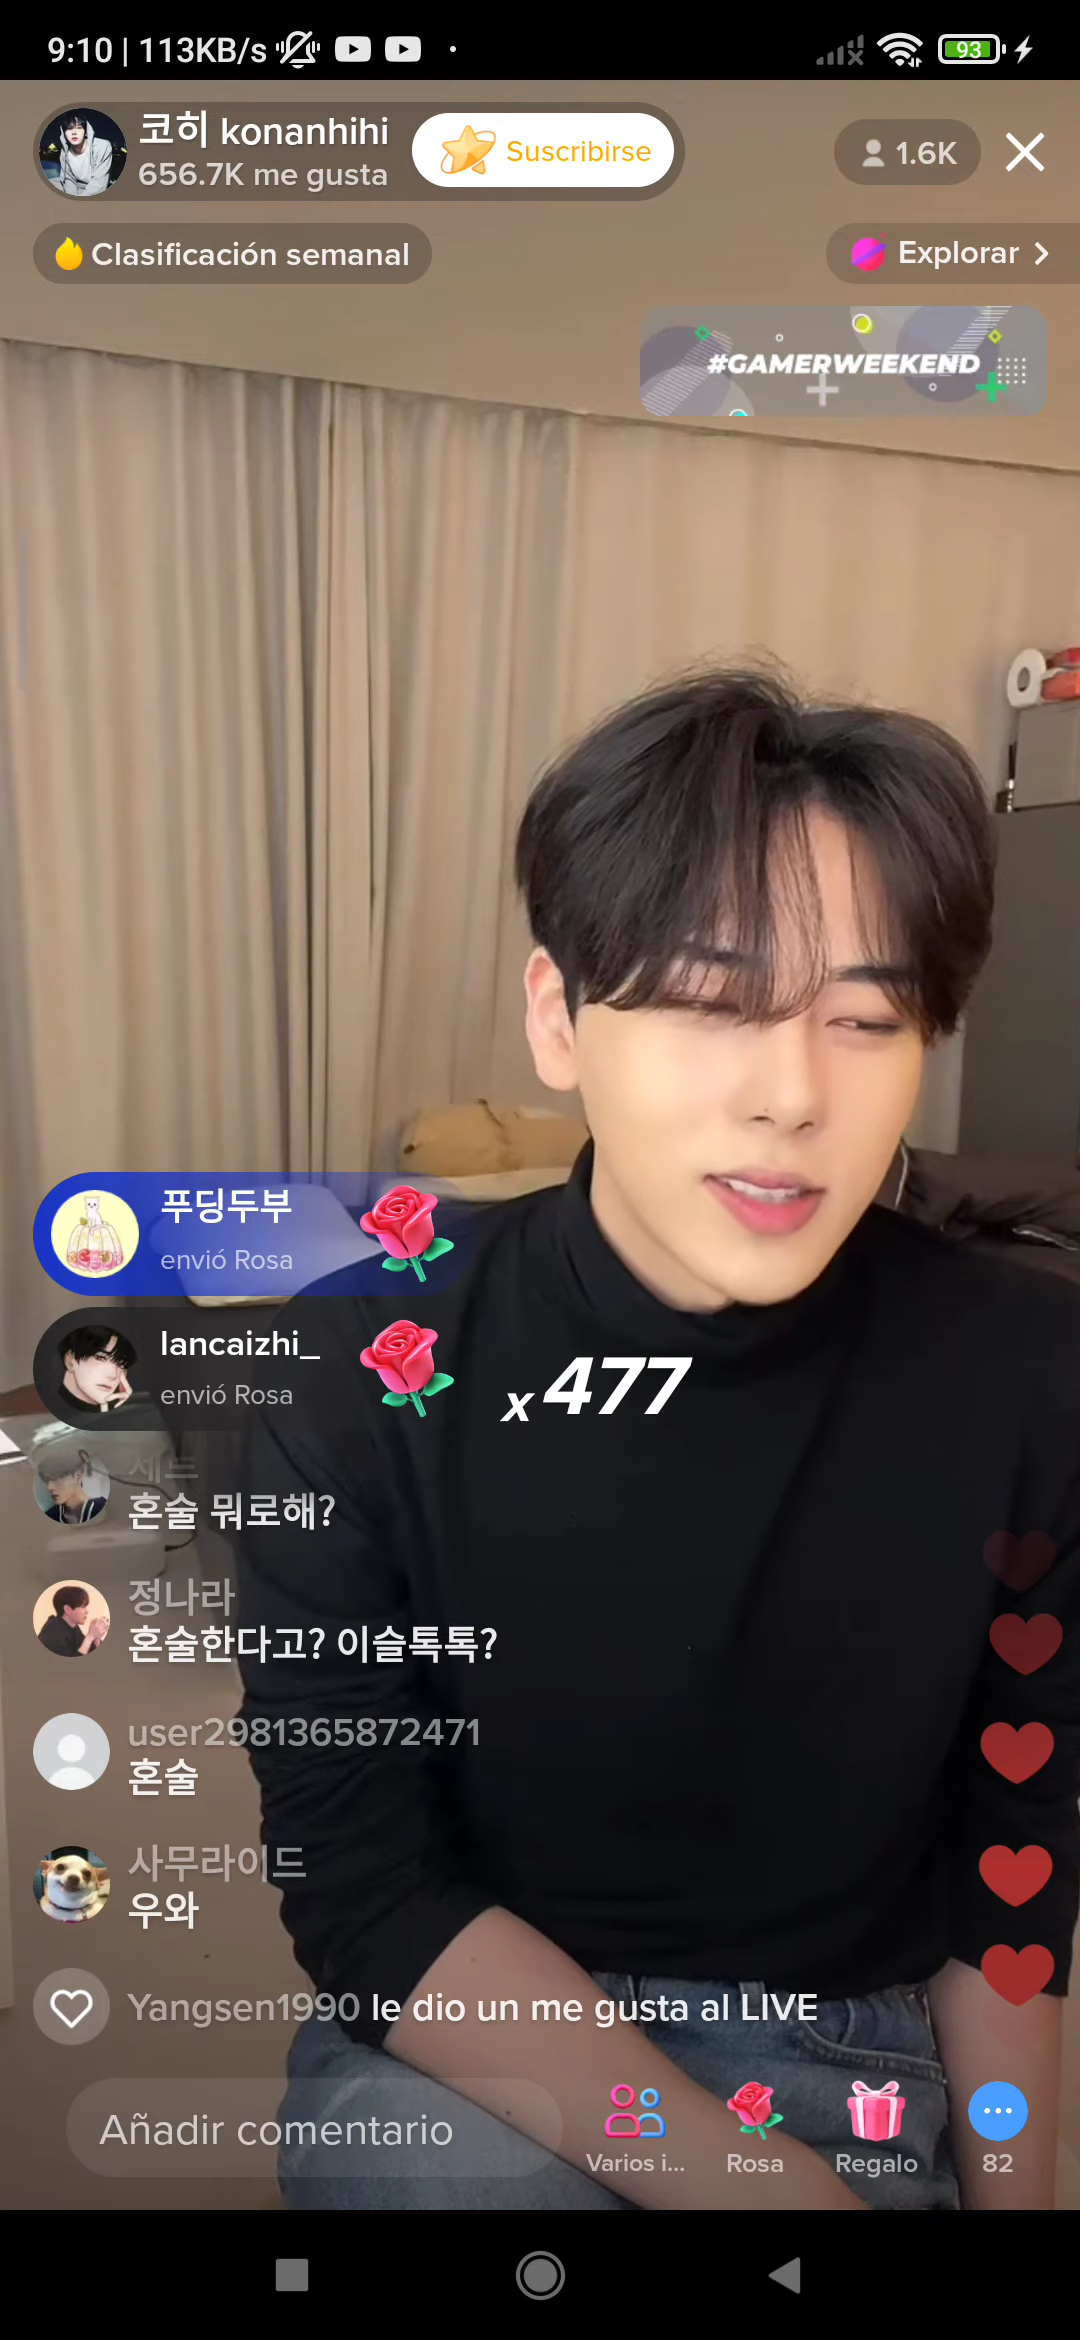 9:10 | 113KB/s
93
코히 konanhihi
656.7K me gusta
Suscribirse
1.6K
Clasificación semanal
Explorar
#GAMERWEEKEND
푸딩두부
envió Rosa
lancaizhi_
envió Rosa
x 477
혼술 뭐로해?
정나라
혼술한다고? 이슬톡톡?
user2981365872471
혼술
사무라이드
우와
Yangsen1990 le dio un me gusta al LIVE
Añadir comentario
Varios i...
Rosa
Regalo
82